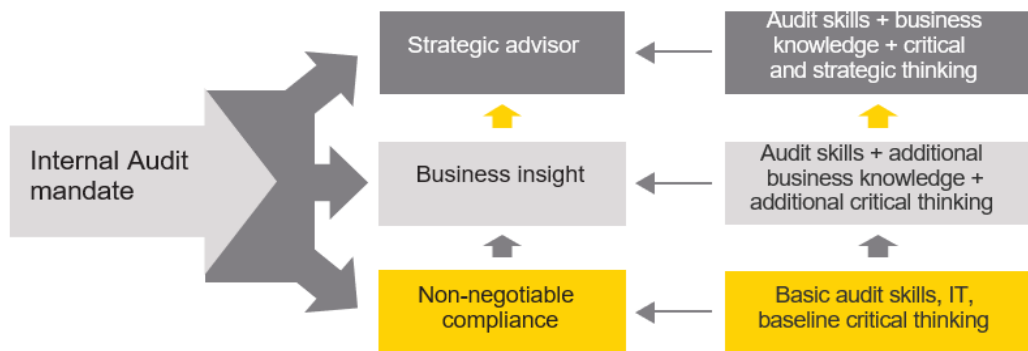 Internal Audit
mandate
Strategic advisor
Audit skills + business
knowledge + critical
and strategic thinking
Business insight
Audit skills + additional
business knowledge +
additional critical thinking
Non-negotiable
compliance
Basic audit skills, IT,
baseline critical thinking